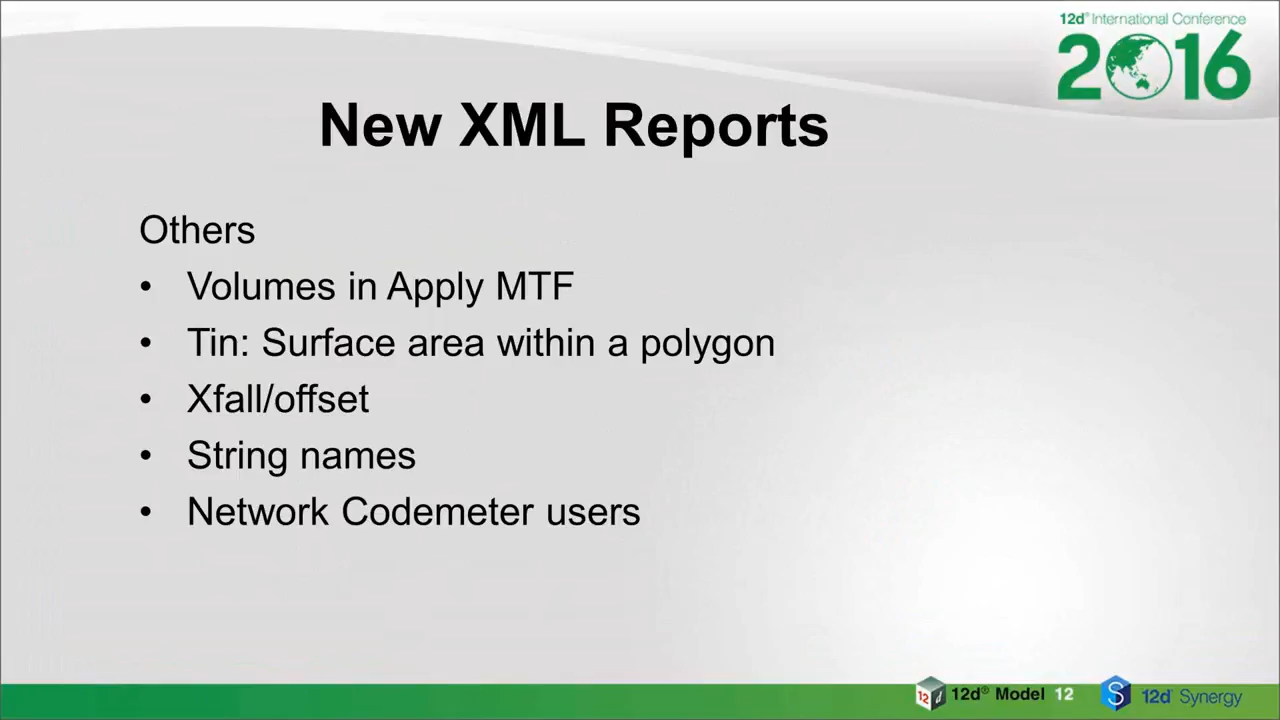 12d® International Conference
2016
New XML Reports
Others
• Volumes in Apply MTF
• Tin: Surface area within a polygon
• Xfall/offset
• String names
• Network Codemeter users
12d® Model 12
12d® Synergy